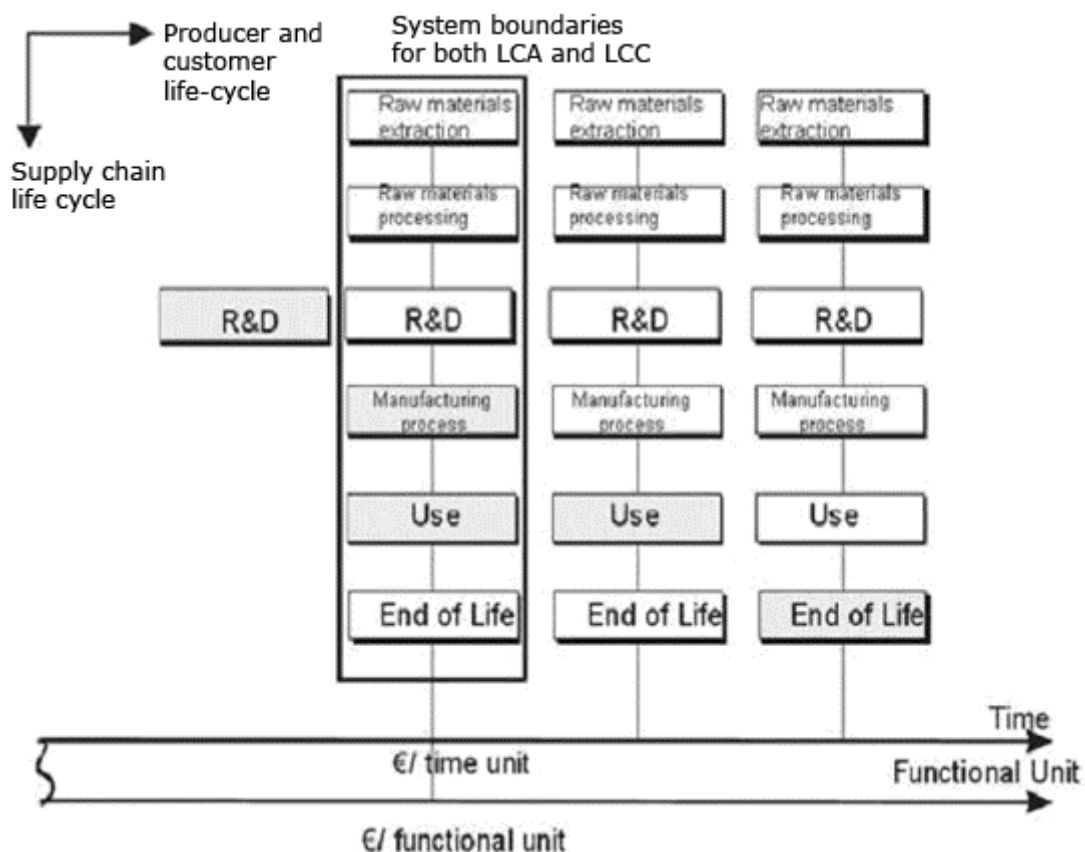 Producer and
customer
life-cycle
System boundaries
for both LCA and LCC
Supply chain
life cycle
Raw materials
extraction
Raw materials
extraction
Raw materials
extraction
Raw materials
processing
Raw materials
processing
Raw materials
processing
R&D
R&D
R&D
R&D
Manufacturing
process
Manufacturing
process
Manufacturing
process
Use
Use
Use
End of Life
End of Life
End of Life
Time
€/ time unit
Functional Unit
€/ functional unit